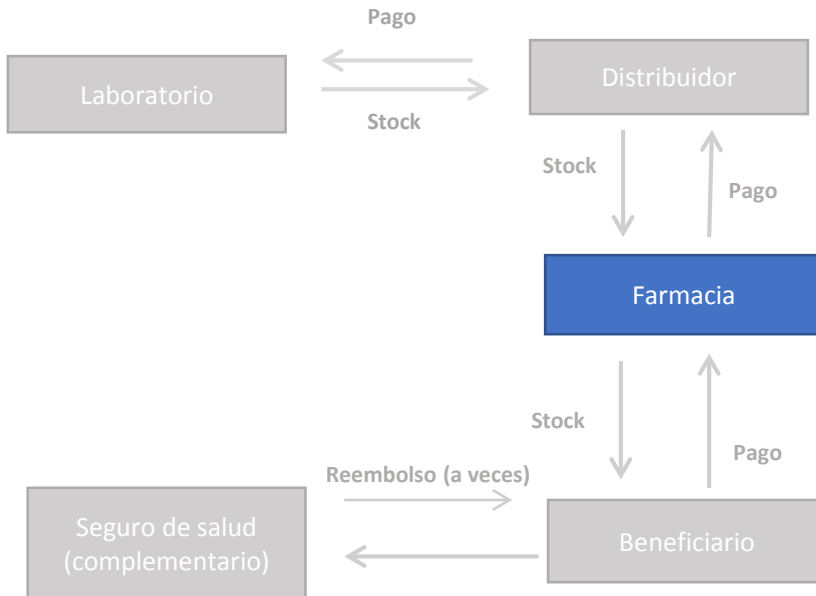 Pago
Laboratorio
Distribuidor
Stock
Stock
Pago
Farmacia
Stock
Pago
Reembolso (a veces)
Seguro de salud
(complementario)
Beneficiario